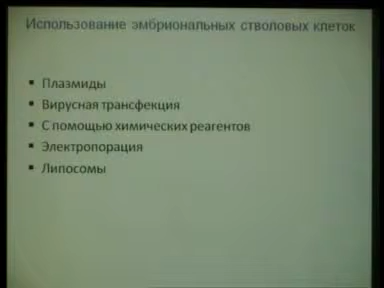 Использование эмбриональных стволовых клеток
Плазмиды
Вирусная трансфекция
С помощью химических реагентов
Электропорация
Липосомы